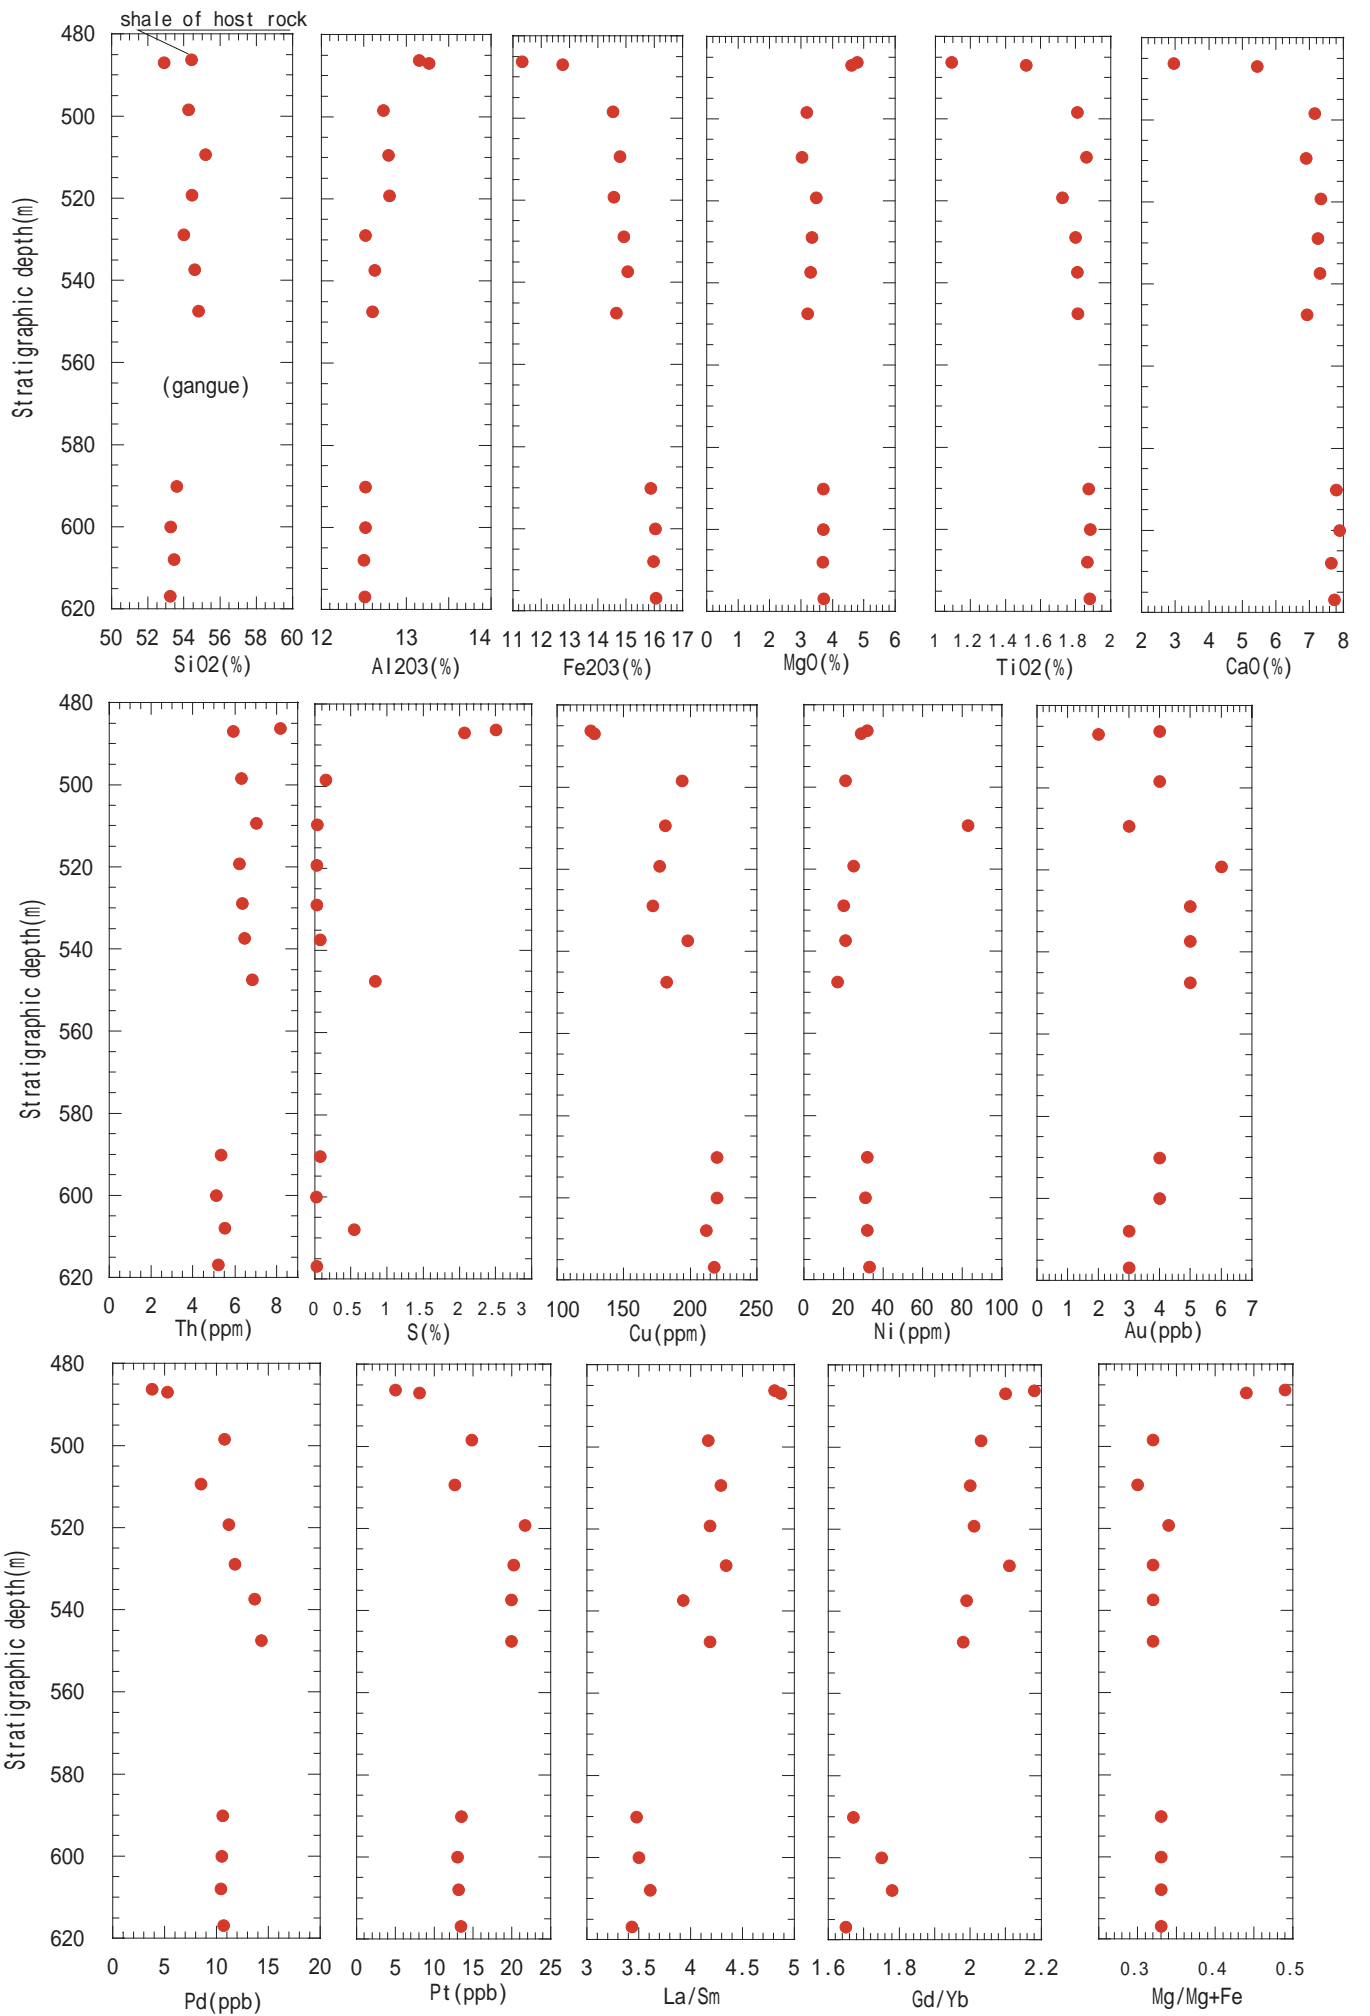 shale of host rock
480
500
520
540
560
580
600
620
Stratigraphic depth(m)
(gangue)
50 52 54 56 58 60
12 13 14
11 12 13 14 15 16 17
0 1 2 3 4 5 6
1 1.2 1.4 1.6 1.8 2
2 3 4 5 6 7 8
SiO2(%)
Al2O3(%)
Fe2O3(%)
MgO(%)
TiO2(%)
CaO(%)
480
500
520
540
560
580
600
620
Stratigraphic depth(m)
0 2 4 6 8
0 0.5 1 1.5 2 2.5 3
100 150 200 250
0 20 40 60 80 100
0 1 2 3 4 5 6 7
Th(ppm)
S(%)
Cu(ppm)
Ni(ppm)
Au(ppb)
480
500
520
540
560
580
600
620
Stratigraphic depth(m)
0 5 10 15 20
0 5 10 15 20 25
3 3.5 4 4.5 5
1.6 1.8 2 2.2
0.3 0.4 0.5
Pd(ppb)
Pt(ppb)
La/Sm
Gd/Yb
Mg/Mg+Fe